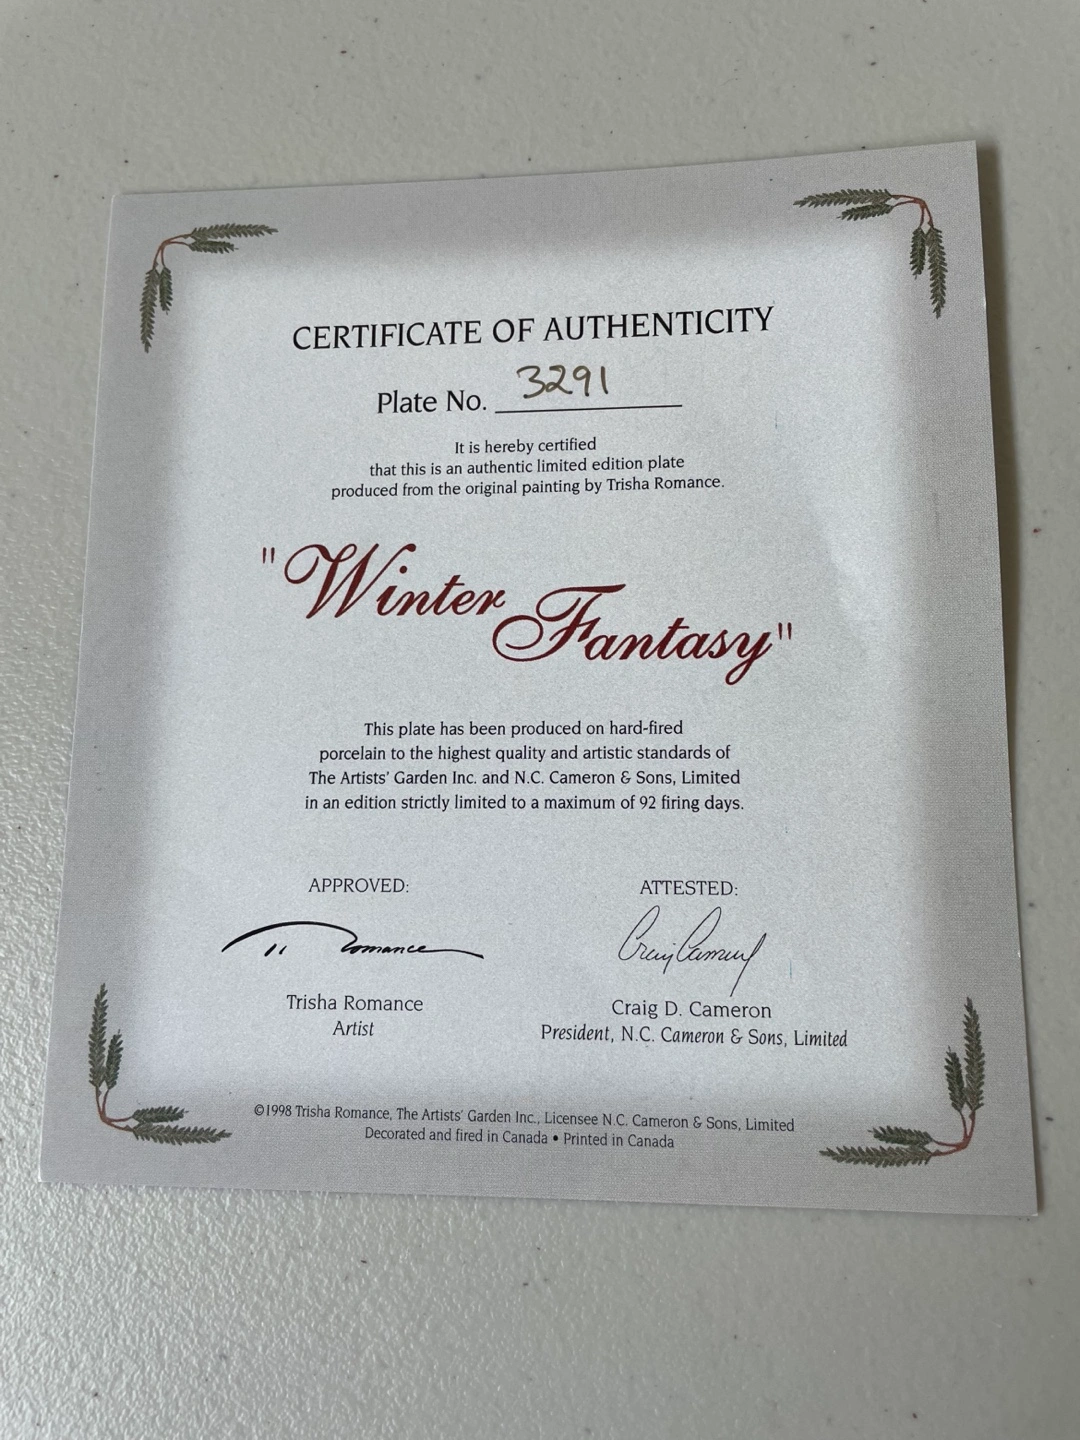 CERTIFICATE OF AUTHENTICITY
Plate No. 3291
It is hereby certified
that this is an authentic limited edition plate
produced from the original painting by Trisha Romance.
"Winter Fantasy"
This plate has been produced on hard-fired
porcelain to the highest quality and artistic standards of
The Artists' Garden Inc. and N.C. Cameron & Sons, Limited
in an edition strictly limited to a maximum of 92 firing days.
APPROVED:
T. Romance
Trisha Romance
Artist
ATTESTED:
Craig Cameron
Craig D. Cameron
President, N.C. Cameron & Sons, Limited
©1998 Trisha Romance, The Artists' Garden Inc., Licensee N.C. Cameron & Sons, Limited
Decorated and fired in Canada • Printed in Canada